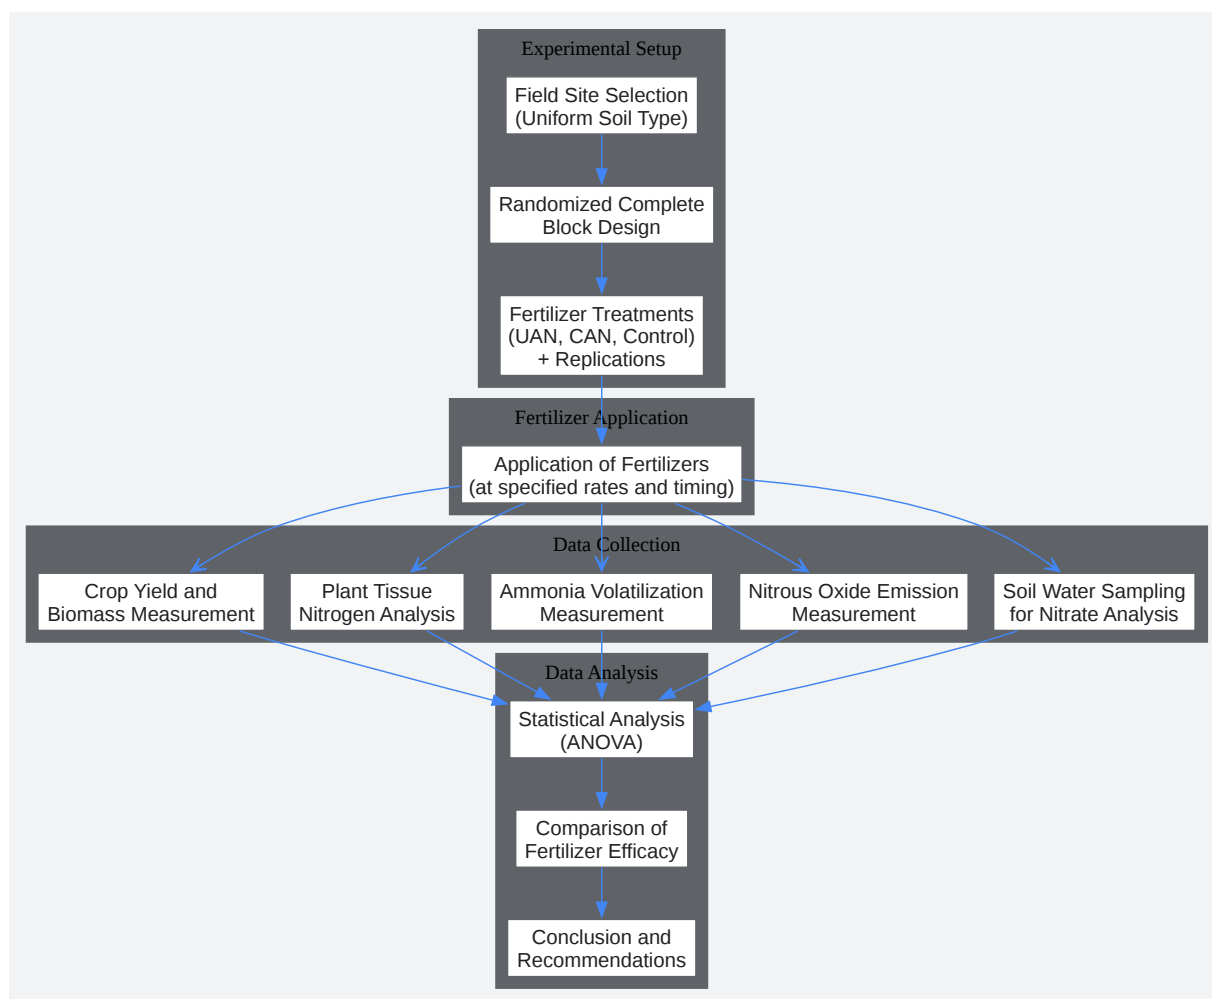 Experimental Setup
Field Site Selection
(Uniform Soil Type)
Randomized Complete
Block Design
Fertilizer Treatments
(UAN, CAN, Control)
+ Replications
Fertilizer Application
Application of Fertilizers
(at specified rates and timing)
Data Collection
Crop Yield and
Biomass Measurement
Plant Tissue
Nitrogen Analysis
Ammonia Volatilization
Measurement
Nitrous Oxide Emission
Measurement
Soil Water Sampling
for Nitrate Analysis
Data Analysis
Statistical Analysis
(ANOVA)
Comparison of
Fertilizer Efficacy
Conclusion and
Recommendations